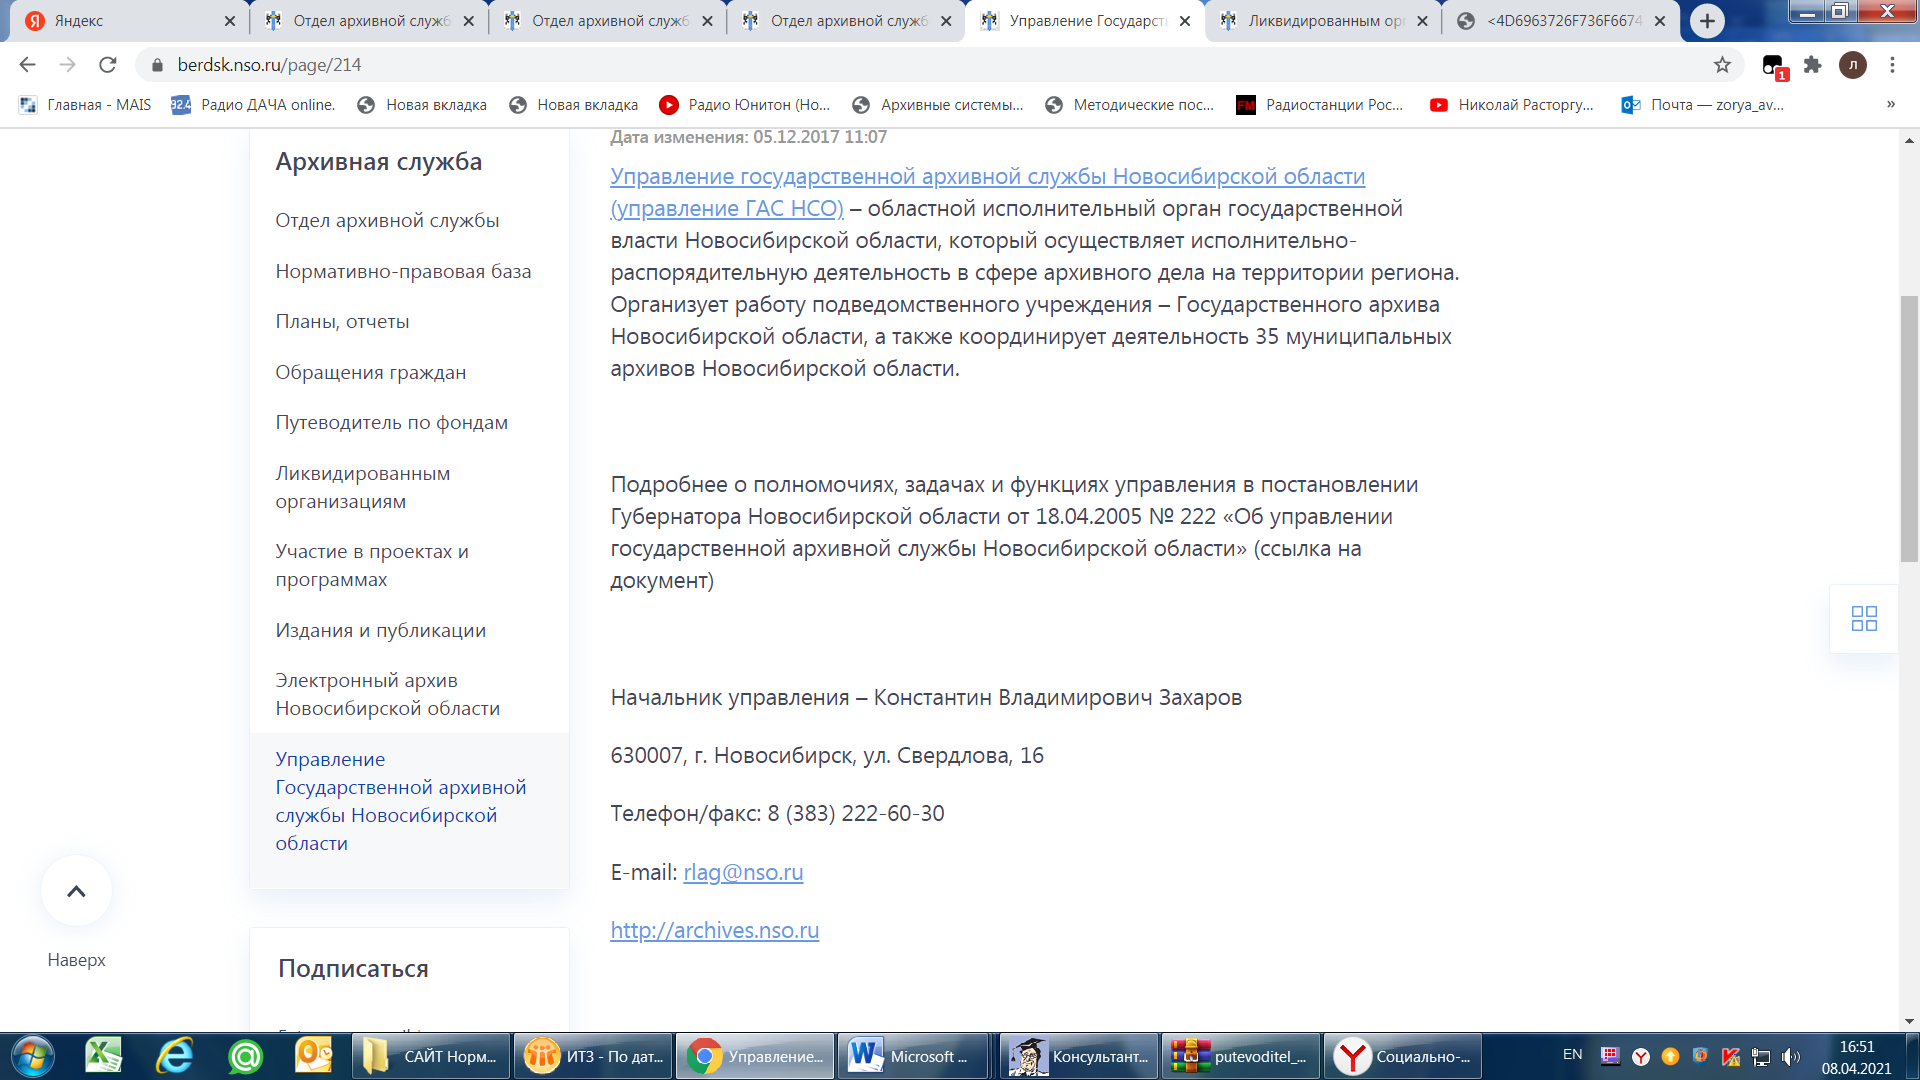 Яндекс
Отдел архивной служб
Отдел архивной служб
Отдел архивной служб
Управление Государст
Ликвидированным ор
<4D6963726F736F6674
berdsk.nso.ru/page/214
1
л
Главная - MAIS
92.4
Радио ДАЧА online.
Новая вкладка
Новая вкладка
Радио Юнитон (Но...
Архивные системы...
Методические пос...
FM
Радиостанции Рос...
Николай Расторгу...
Почта — zorya_av...
»
Архивная служба
Отдел архивной службы
Нормативно-правовая база
Планы, отчеты
Обращения граждан
Путеводитель по фондам
Ликвидированным
организациям
Участие в проектах и
программах
Издания и публикации
Электронный архив
Новосибирской области
Управление
Государственной архивной
службы Новосибирской
области
Подписаться
Наверх
Дата изменения: 05.12.2017 11:07
Управление государственной архивной службы Новосибирской области
(управление ГАС НСО) – областной исполнительный орган государственной
власти Новосибирской области, который осуществляет исполнительно-
распорядительную деятельность в сфере архивного дела на территории региона.
Организует работу подведомственного учреждения – Государственного архива
Новосибирской области, а также координирует деятельность 35 муниципальных
архивов Новосибирской области.
Подробнее о полномочиях, задачах и функциях управления в постановлении
Губернатора Новосибирской области от 18.04.2005 № 222 «Об управлении
государственной архивной службы Новосибирской области» (ссылка на
документ)
Начальник управления – Константин Владимирович Захаров
630007, г. Новосибирск, ул. Свердлова, 16
Телефон/факс: 8 (383) 222-60-30
E-mail: rlag@nso.ru
http://archives.nso.ru
САЙТ Норм...
ИТЗ - По дат...
Управление...
Microsoft ...
Консультант...
putevoditel_...
Социально-...
EN
16:51
08.04.2021